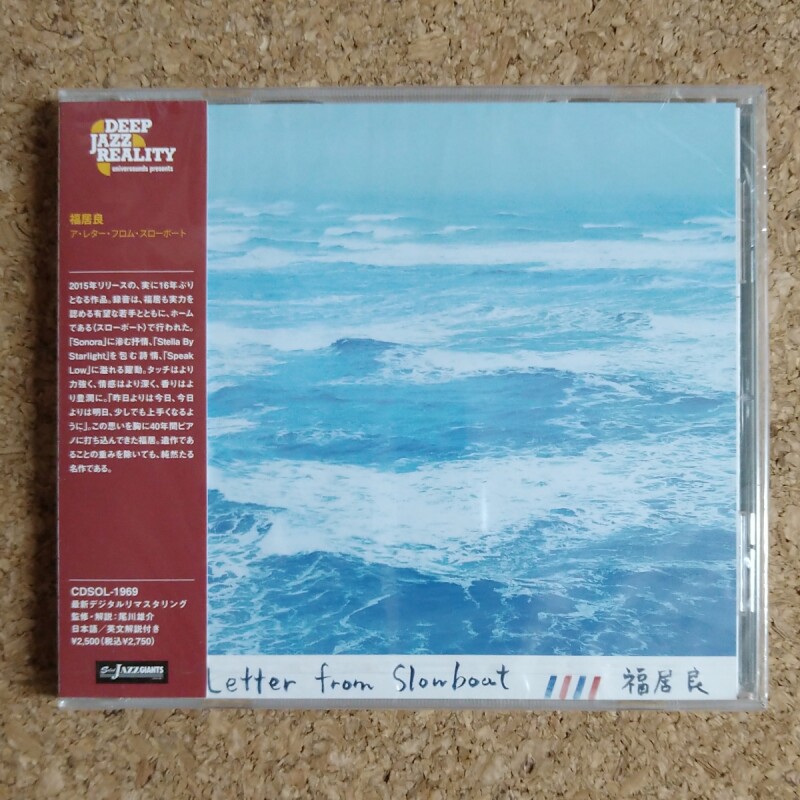 DEEP
JAZZ
REALITY
universounds presents
福居良
ア・レター・フロム・スローボート
2015年リリースの、実に16年ぶり
となる作品。録音は、福居も実力を
認める有望な若手とともに、ホーム
である〈スローボート〉で行われた。
「Sonora」に滲む抒情、「Stella By
Starlight」を包む詩情、「Speak
Low」に溢れる躍動。タッチはより
力強く、情感はより深く、香りはよ
り豊潤に。「昨日よりは今日、今日
よりは明日、少しでも上手くなるよ
うに」。この思いを胸に40年間ピア
ノに打ち込んできた福居。遺作であ
ることの重みを除いても、純然たる
名作である。
CDSOL-1969
最新デジタルリマスタリング
監修・解説：尾川雄介
日本語／英文解説付き
¥2,500（税込¥2,750）
JAZZ GIANTS
Letter from Slowboat
福居良